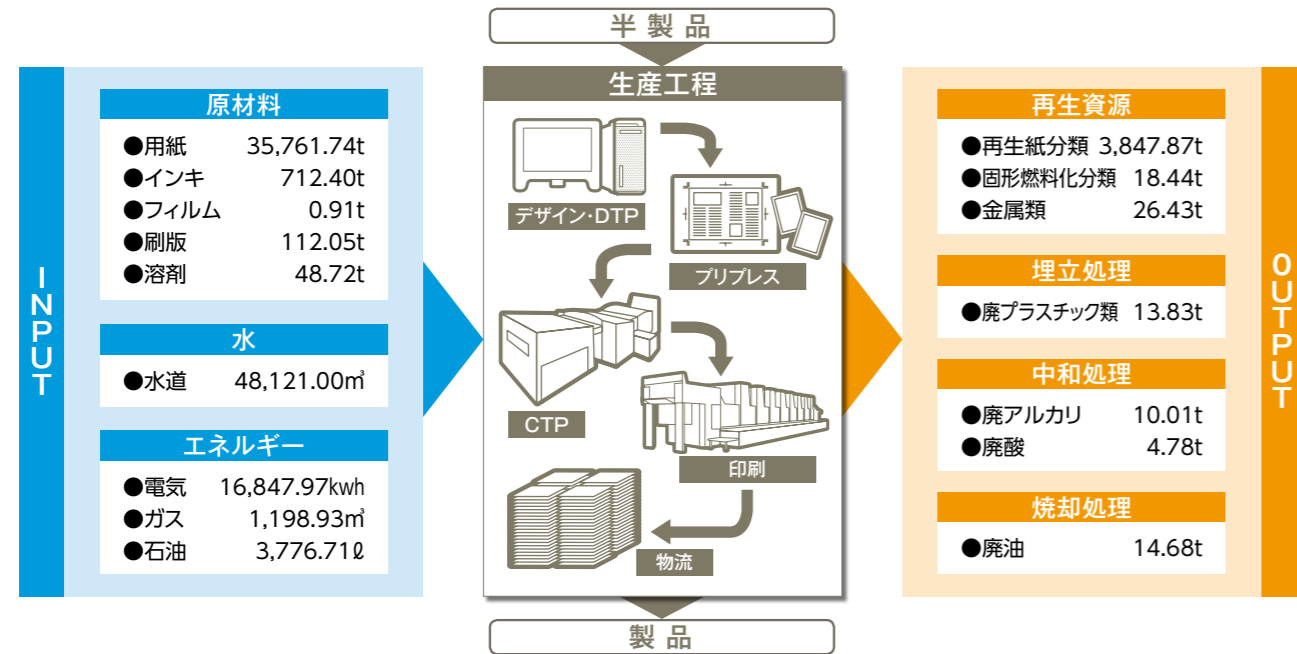 半製品
INPUT
原材料
●用紙 35,761.74t
●インキ 712.40t
●フィルム 0.91t
●刷版 112.05t
●溶剤 48.72t
水
●水道 48,121.00㎥
エネルギー
●電気 16,847.97kwh
●ガス 1,198.93㎥
●石油 3,776.71ℓ
生産工程
デザイン・DTP
プリプレス
CTP
印刷
物流
製品
再生資源
●再生紙分類 3,847.87t
●固形燃料化分類 18.44t
●金属類 26.43t
埋立処理
●廃プラスチック類 13.83t
中和処理
●廃アルカリ 10.01t
●廃酸 4.78t
焼却処理
●廃油 14.68t
OUTPUT